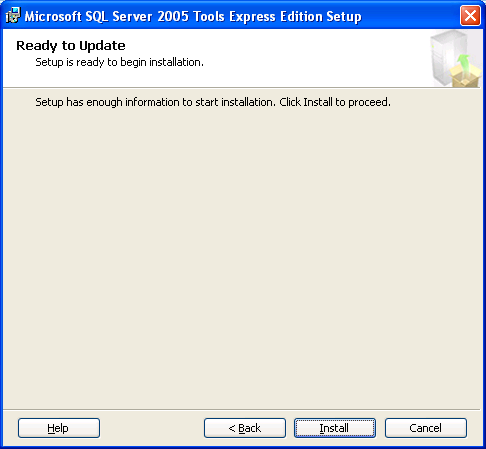 Microsoft SQL Server 2005 Tools Express Edition Setup
Ready to Update
Setup is ready to begin installation.
Setup has enough information to start installation. Click Install to proceed.
Help < Back Install Cancel